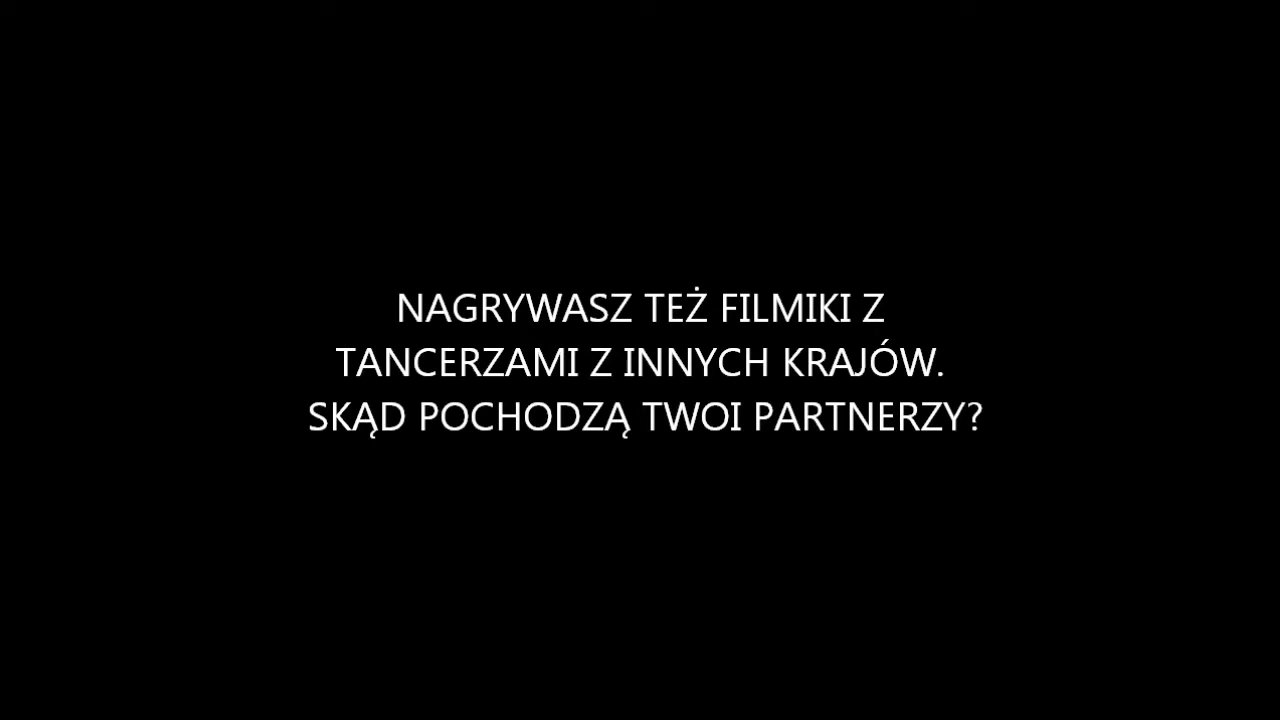 NAGRYWASZ TEŻ FILMIKI Z
TANCERZAMI Z INNYCH KRAJÓW.
SKĄD POCHODZĄ TWOI PARTNERZY?